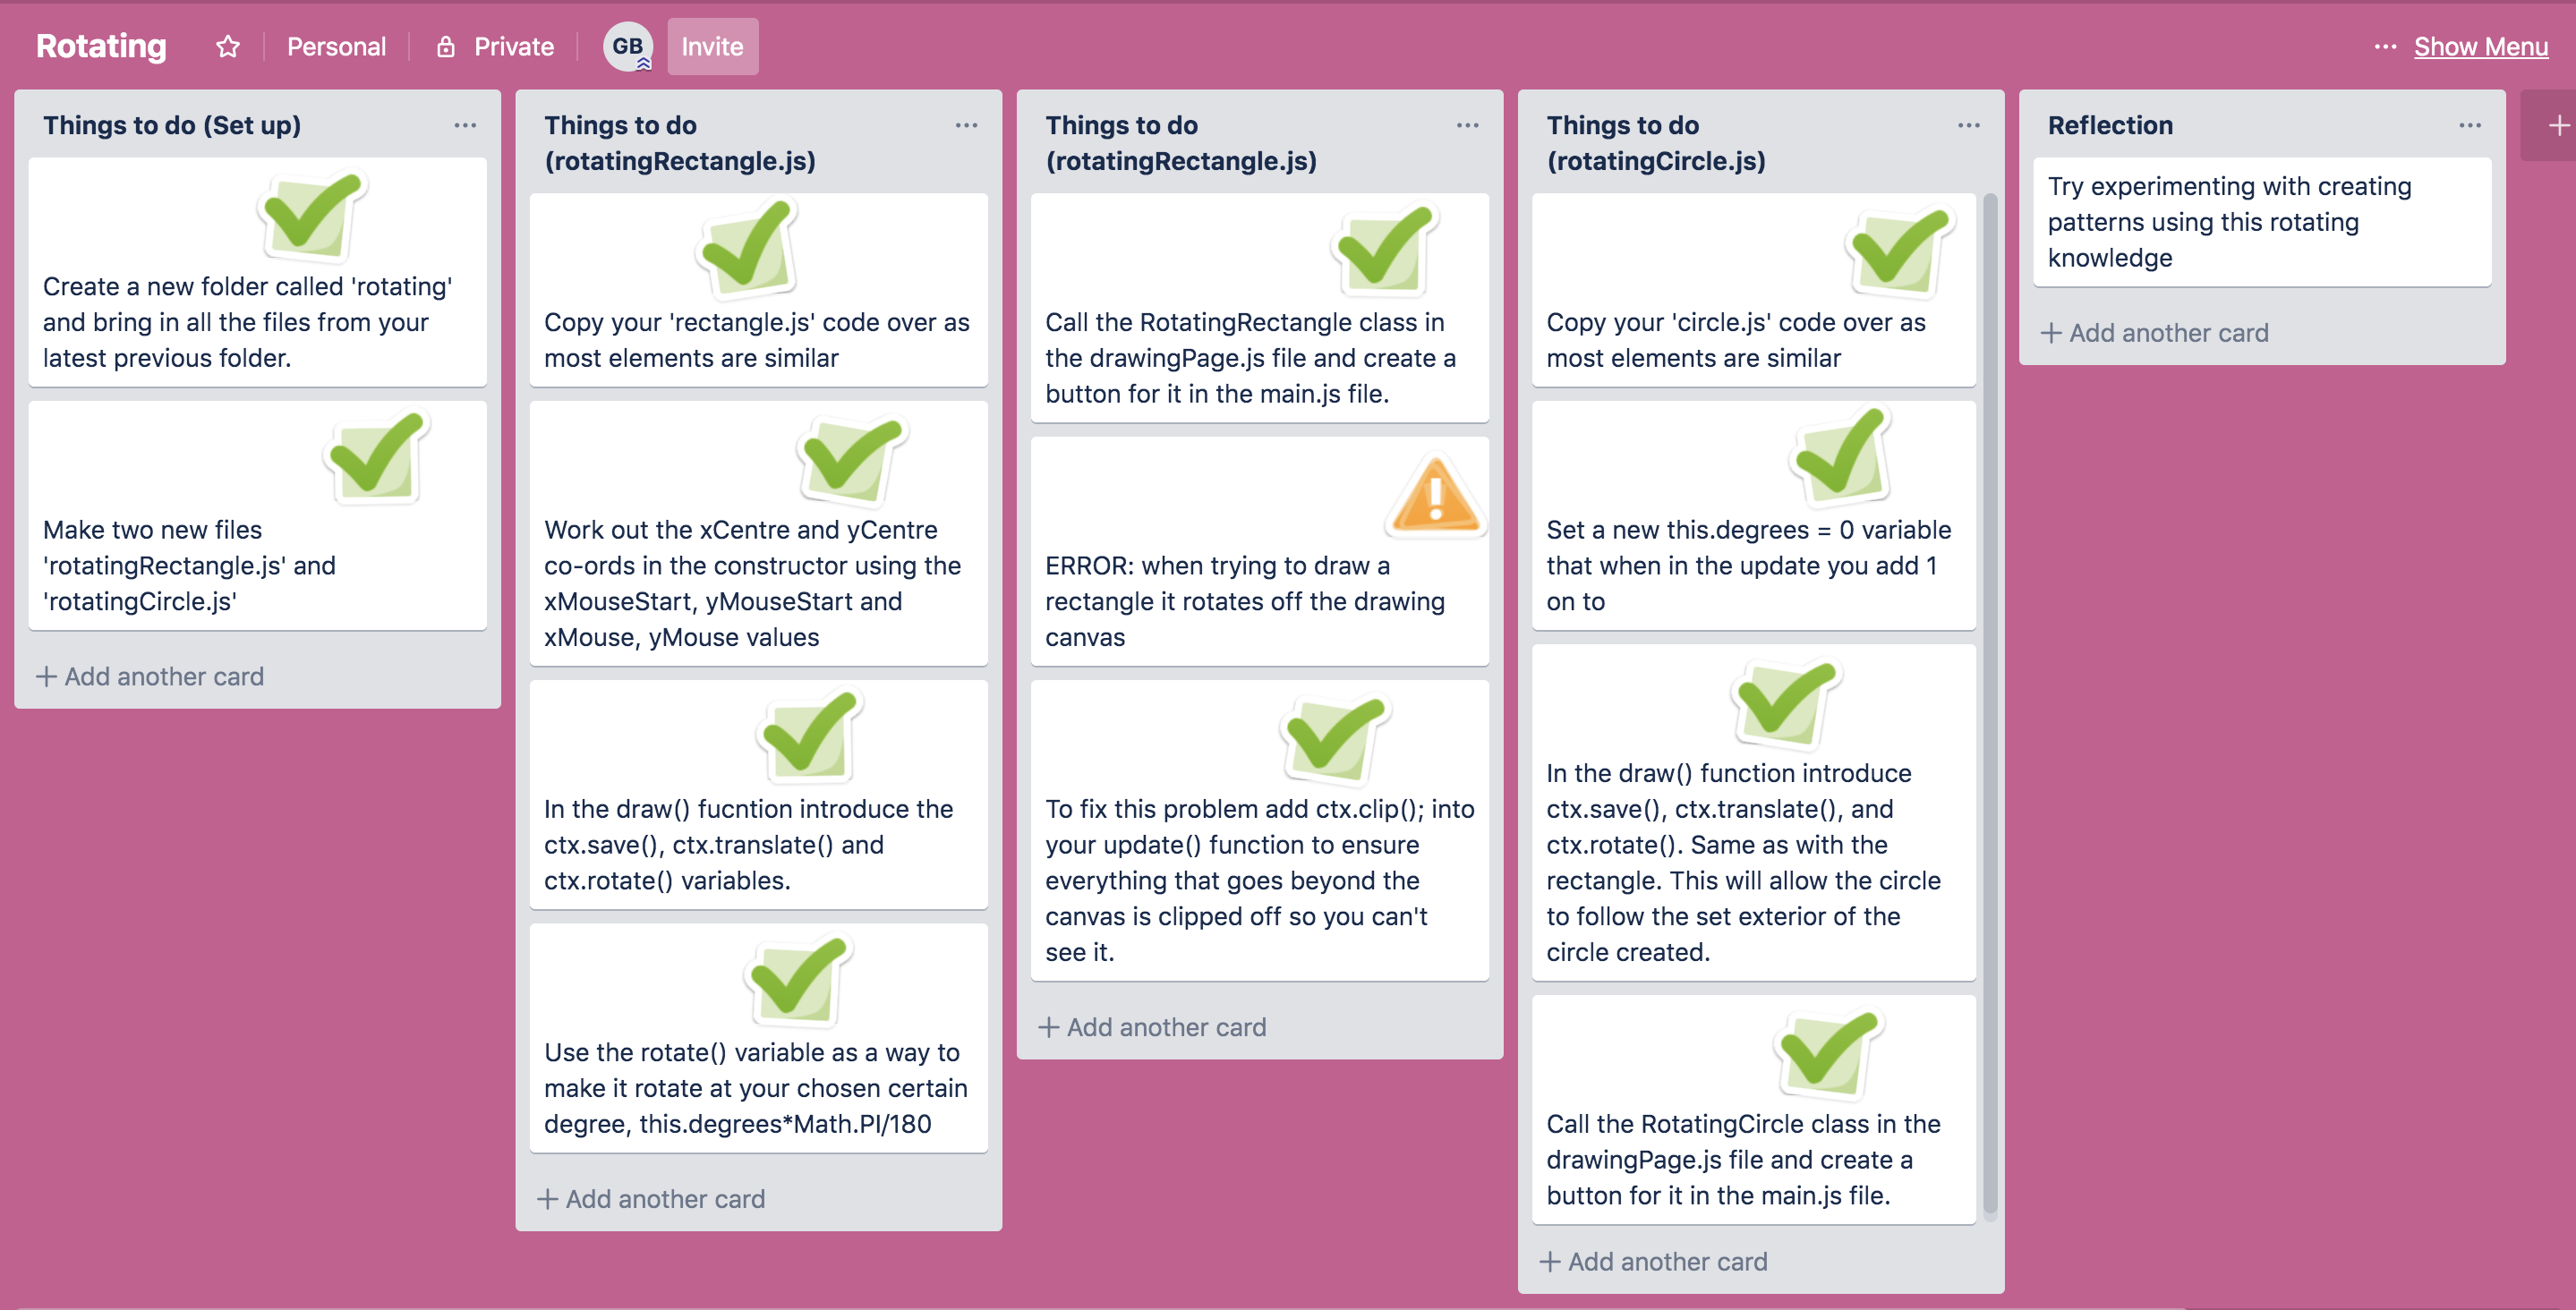 Rotating
Personal
Private
GB
Invite
... Show Menu
Things to do (Set up)
Create a new folder called 'rotating'
and bring in all the files from your
latest previous folder.
Make two new files
'rotatingRectangle.js' and
'rotatingCircle.js'
+ Add another card
Things to do
(rotatingRectangle.js)
Copy your 'rectangle.js' code over as
most elements are similar
Work out the xCentre and yCentre
co-ords in the constructor using the
xMouseStart, yMouseStart and
xMouse, yMouse values
In the draw() fucntion introduce the
ctx.save(), ctx.translate() and
ctx.rotate() variables.
Use the rotate() variable as a way to
make it rotate at your chosen certain
degree, this.degrees*Math.PI/180
+ Add another card
Things to do
(rotatingRectangle.js)
Call the RotatingRectangle class in
the drawingPage.js file and create a
button for it in the main.js file.
ERROR: when trying to draw a
rectangle it rotates off the drawing
canvas
To fix this problem add ctx.clip(); into
your update() function to ensure
everything that goes beyond the
canvas is clipped off so you can't
see it.
+ Add another card
Things to do
(rotatingCircle.js)
Copy your 'circle.js' code over as
most elements are similar
Set a new this.degrees = 0 variable
that when in the update you add 1
on to
In the draw() function introduce
ctx.save(), ctx.translate(), and
ctx.rotate(). Same as with the
rectangle. This will allow the circle
to follow the set exterior of the
circle created.
Call the RotatingCircle class in the
drawingPage.js file and create a
button for it in the main.js file.
+ Add another card
Reflection
Try experimenting with creating
patterns using this rotating
knowledge
+ Add another card